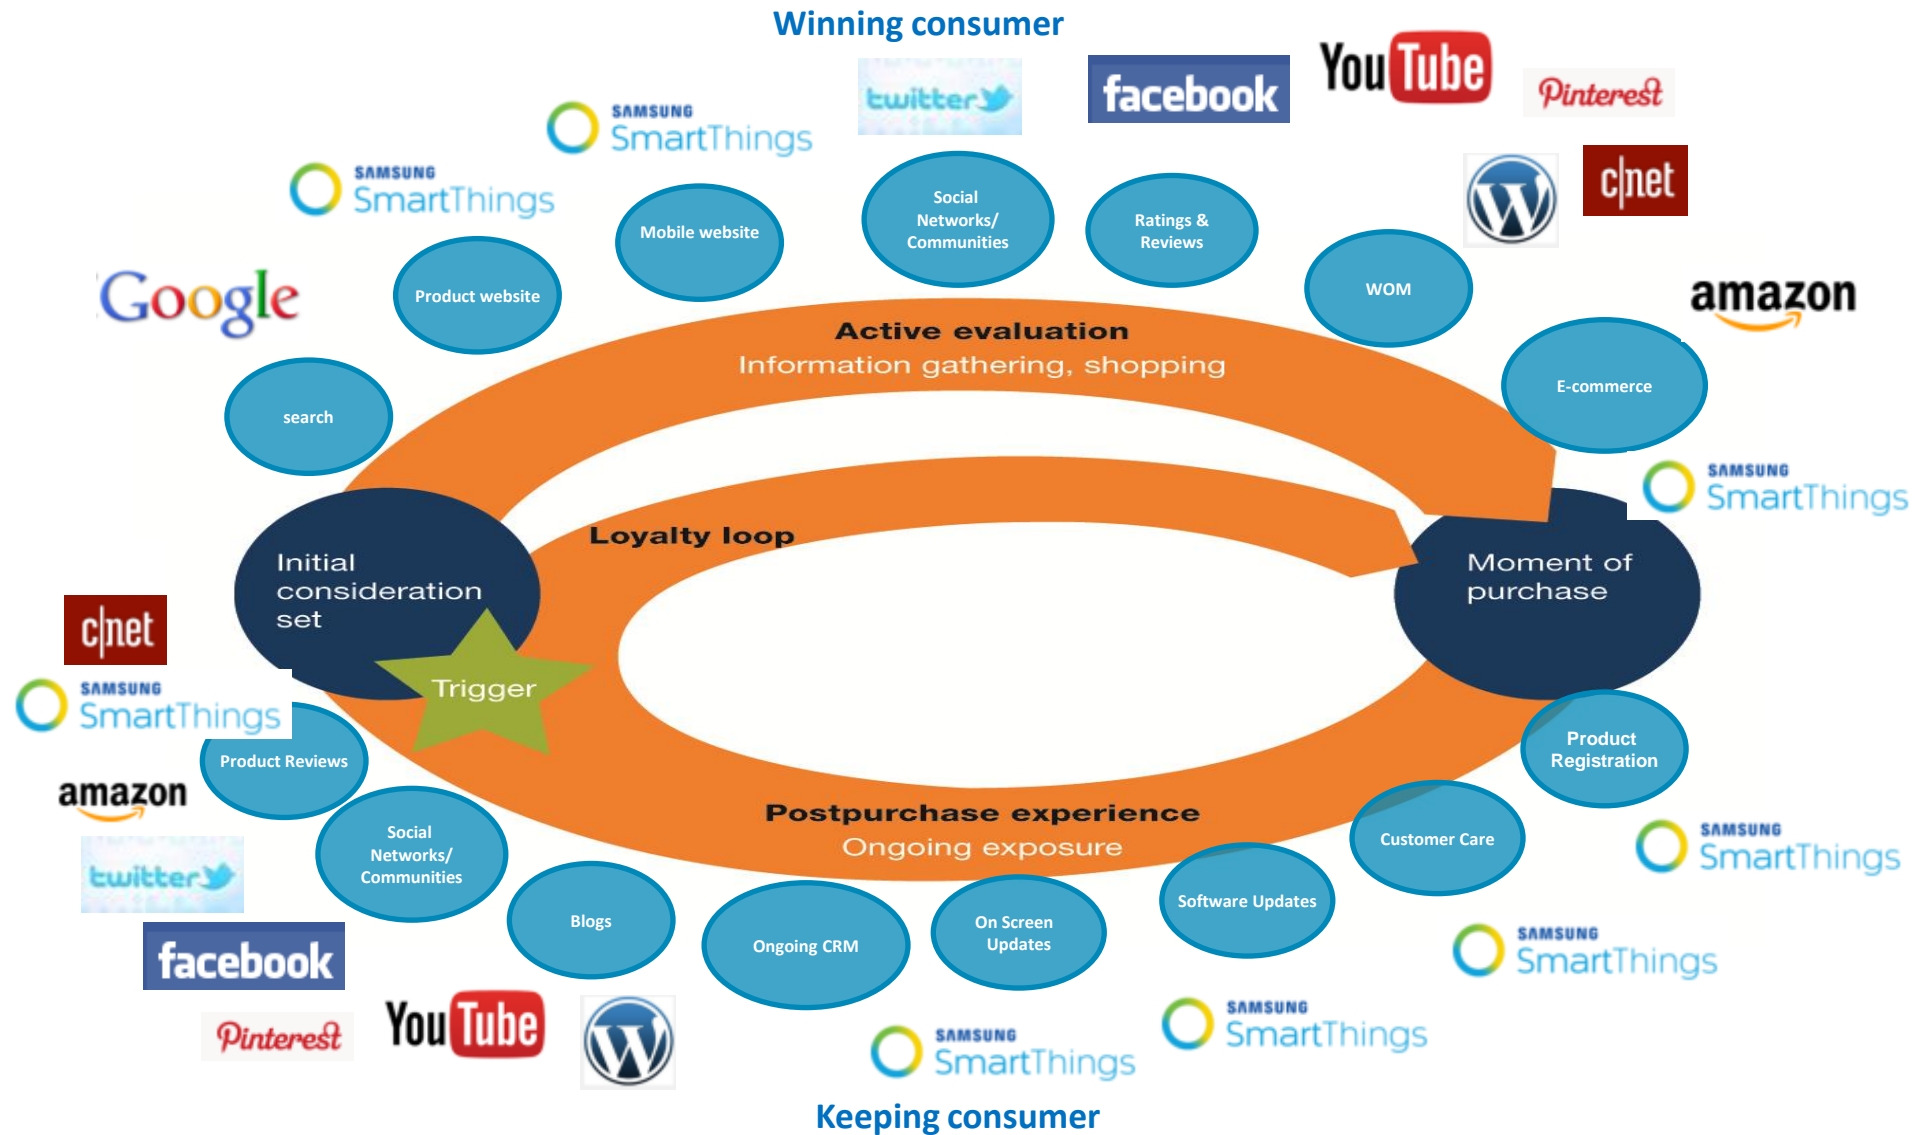 Winning consumer
twitter
facebook
YouTube
Pinterest
SAMSUNG
SmartThings
SAMSUNG
SmartThings
c|net
W
Google
amazon
Social
Networks/
Communities
Ratings &
Reviews
Mobile website
Product website
WOM
E-commerce
search
Active evaluation
Information gathering, shopping
SAMSUNG
SmartThings
Loyalty loop
Initial
consideration
set
Moment of
purchase
Trigger
c|net
SAMSUNG
SmartThings
Product Reviews
amazon
twitter
facebook
Pinterest
YouTube
W
Social
Networks/
Communities
Blogs
Postpurchase experience
Ongoing exposure
Ongoing CRM
On Screen
Updates
Software Updates
Customer Care
Product
Registration
SAMSUNG
SmartThings
SAMSUNG
SmartThings
SAMSUNG
SmartThings
SAMSUNG
SmartThings
Keeping consumer